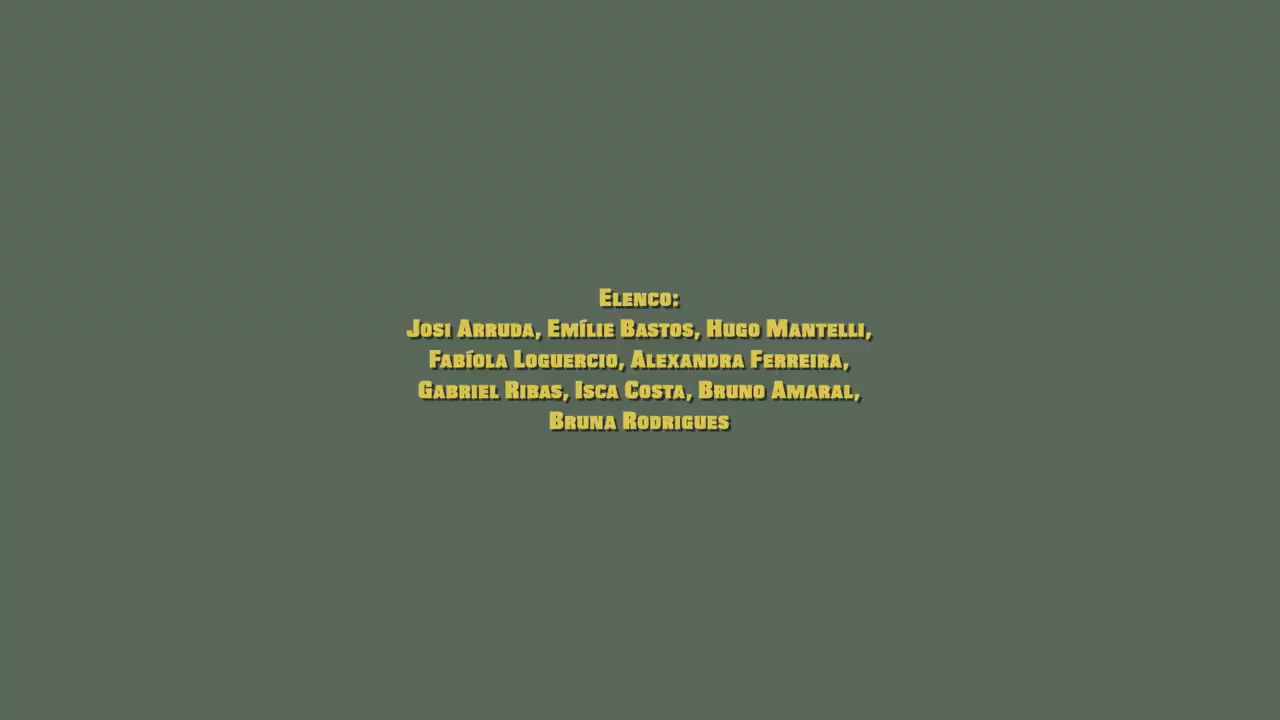 Elenco:
Josi Arruda, Emílie Bastos, Hugo Mantelli,
Fabíola Loguercio, Alexandra Ferreira,
Gabriel Ribas, Isca Costa, Bruno Amaral,
Bruna Rodrigues